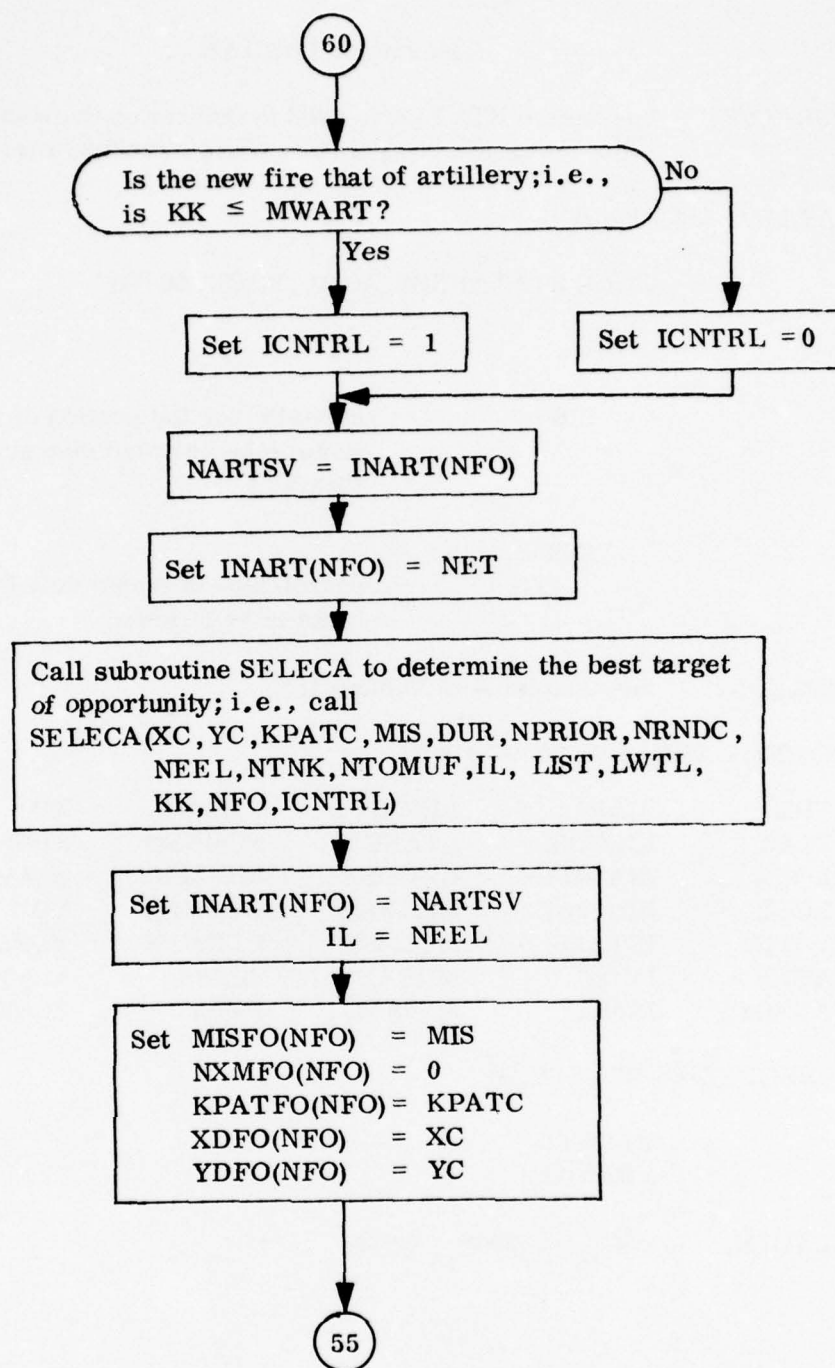 60
Is the new fire that of artillery;i.e.,
is KK ≤ MWART?
No
Yes
Set ICNTRL = 1
Set ICNTRL =0
NARTSV = INART(NFO)
Set INART(NFO) = NET
Call subroutine SELECA to determine the best target
of opportunity; i.e., call
SELECA(XC,YC,KPATC,MIS,DUR,NPRIOR,NRNDC,
NEEL,NTNK,NTOMUF,IL, LIST,LWTL,
KK,NFO,ICNTRL)
Set INART(NFO) = NARTSV
IL = NEEL
Set MISFO(NFO) = MIS
NXMFO(NFO) = 0
KPATFO(NFO)= KPATC
XDFO(NFO) = XC
YDFO(NFO) = YC
55